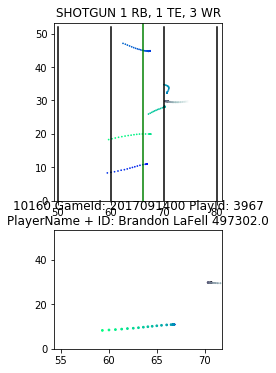 SHOTGUN 1 RB, 1 TE, 3 WR
50
40
30
20
10
0
50 60 70 80
10160 GameId: 2017091400 PlayId: 3967
PlayerName + ID: Brandon LaFell 497302.0
40
20
0
55 60 65 70